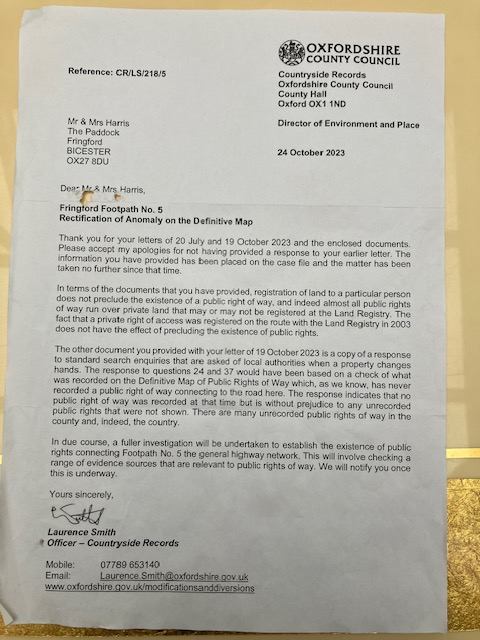 OXFORDSHIRE
COUNTY COUNCIL
Reference: CR/LS/218/5
Countryside Records
Oxfordshire County Council
County Hall
Oxford OX1 1ND
Mr & Mrs Harris
The Paddock
Fringford
BICESTER
OX27 8DU
Director of Environment and Place
24 October 2023
Dear Mr & Mrs Harris,
Fringford Footpath No. 5
Rectification of Anomaly on the Definitive Map
Thank you for your letters of 20 July and 19 October 2023 and the enclosed documents.
Please accept my apologies for not having provided a response to your earlier letter. The
information you have provided has been placed on the case file and the matter has been
taken no further since that time.
In terms of the documents that you have provided, registration of land to a particular person
does not preclude the existence of a public right of way, and indeed almost all public rights
of way run over private land that may or may not be registered at the Land Registry. The
fact that a private right of access was registered on the route with the Land Registry in 2003
does not have the effect of precluding the existence of public rights.
The other document you provided with your letter of 19 October 2023 is a copy of a response
to standard search enquiries that are asked of local authorities when a property changes
hands. The response to questions 24 and 37 would have been based on a check of what
was recorded on the Definitive Map of Public Rights of Way which, as we know, has never
recorded a public right of way connecting to the road here. The response indicates that no
public right of way was recorded at that time but is without prejudice to any unrecorded
public rights that were not shown. There are many unrecorded public rights of way in the
county and, indeed, the country.
In due course, a fuller investigation will be undertaken to establish the existence of public
rights connecting Footpath No. 5 the general highway network. This will involve checking a
range of evidence sources that are relevant to public rights of way. We will notify you once
this is underway.
Yours sincerely,
Laurence Smith
Officer – Countryside Records
Mobile: 07789 653140
Email: Laurence.Smith@oxfordshire.gov.uk
www.oxfordshire.gov.uk/modificationsanddiversions